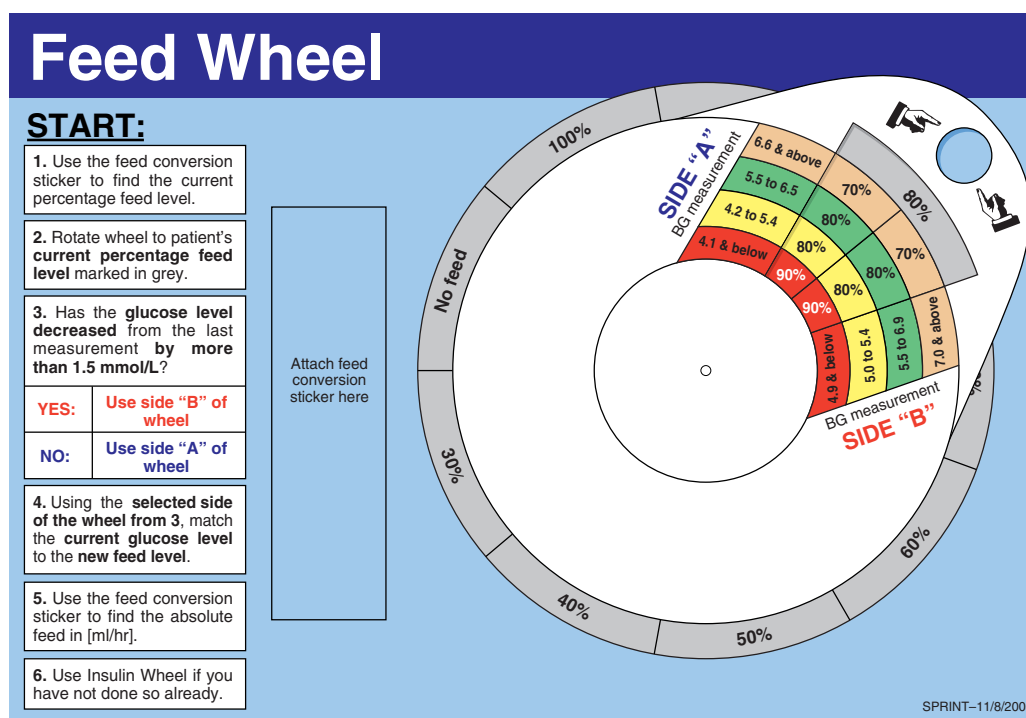 Feed Wheel
START:
1. Use the feed conversion
sticker to find the current
percentage feed level.
2. Rotate wheel to patient's
current percentage feed
level marked in grey.
3. Has the glucose level
decreased from the last
measurement by more
than 1.5 mmol/L?
YES:
Use side “B” of
wheel
NO:
Use side “A” of
wheel
4. Using the selected side
of the wheel from 3, match
the current glucose level
to the new feed level.
5. Use the feed conversion
sticker to find the absolute
feed in [ml/hr].
6. Use Insulin Wheel if you
have not done so already.
Attach feed
conversion
sticker here
No feed
100%
30%
40%
50%
60%
80%
SIDE “A”
BG measurement
6.6 & above
70%
70%
7.0 & above
5.5 to 6.5
80%
80%
5.5 to 6.9
4.2 to 5.4
80%
80%
5.0 to 5.4
4.1 & below
90%
90%
4.9 & below
BG measurement
SIDE “B”
SPRINT–11/8/200